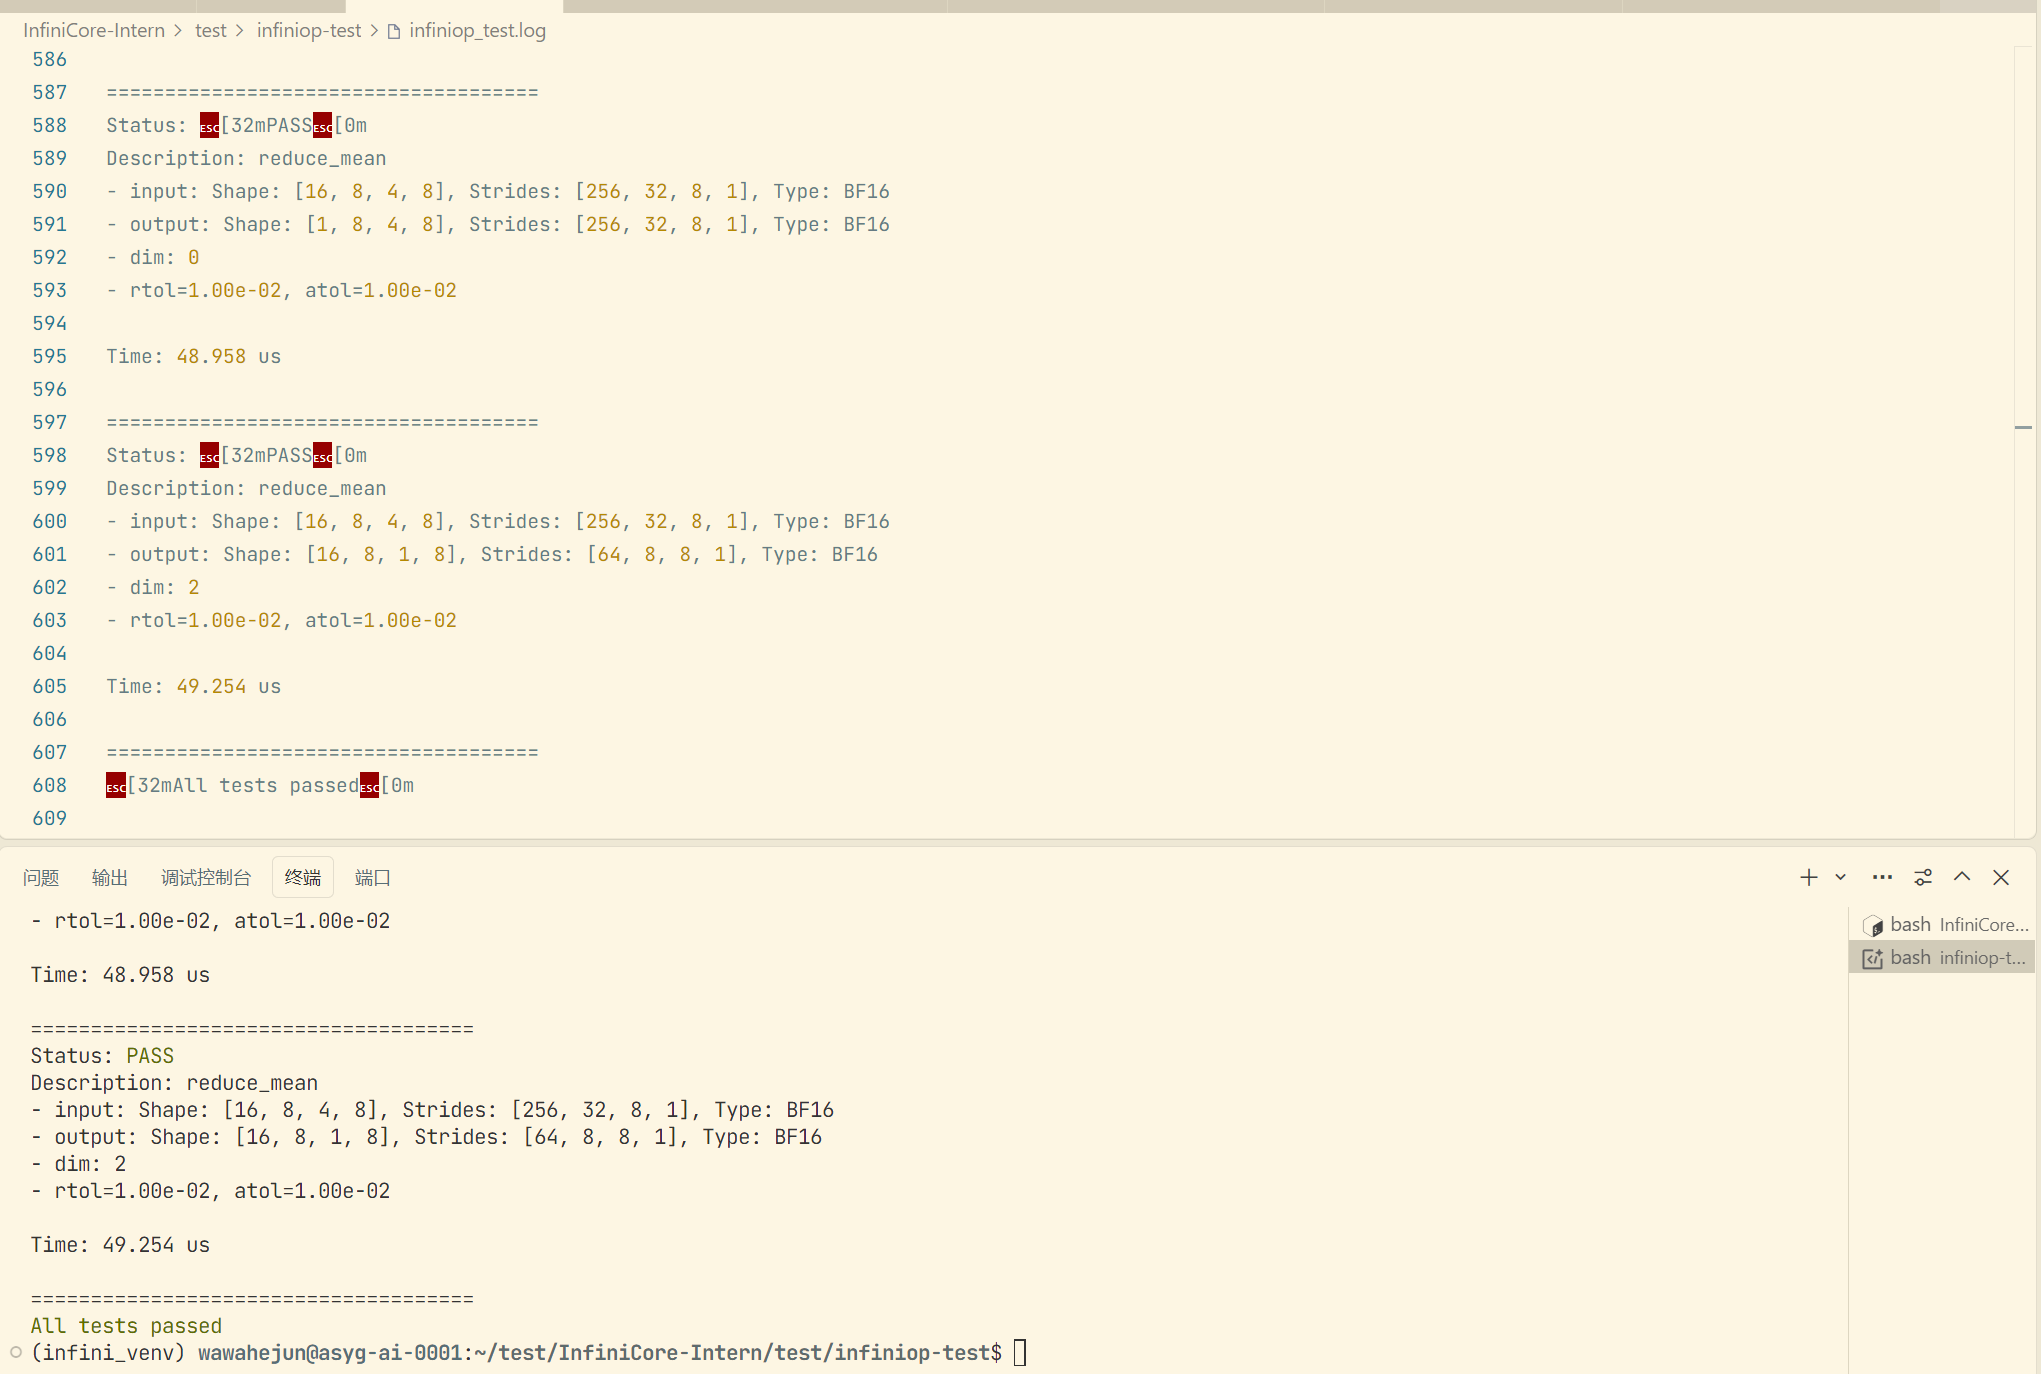 InfiniCore-Intern > test > infiniop-test > infiniop_test.log
586
587 =====================================
588 Status: ESC[32mPASSESC[0m
589 Description: reduce_mean
590 - input: Shape: [16, 8, 4, 8], Strides: [256, 32, 8, 1], Type: BF16
591 - output: Shape: [1, 8, 4, 8], Strides: [256, 32, 8, 1], Type: BF16
592 - dim: 0
593 - rtol=1.00e-02, atol=1.00e-02
594
595 Time: 48.958 us
596
597 =====================================
598 Status: ESC[32mPASSESC[0m
599 Description: reduce_mean
600 - input: Shape: [16, 8, 4, 8], Strides: [256, 32, 8, 1], Type: BF16
601 - output: Shape: [16, 8, 1, 8], Strides: [64, 8, 8, 1], Type: BF16
602 - dim: 2
603 - rtol=1.00e-02, atol=1.00e-02
604
605 Time: 49.254 us
606
607 =====================================
608 ESC[32mAll tests passedESC[0m
609
问题 输出 调试控制台 终端 端口
- rtol=1.00e-02, atol=1.00e-02
Time: 48.958 us
=====================================
Status: PASS
Description: reduce_mean
- input: Shape: [16, 8, 4, 8], Strides: [256, 32, 8, 1], Type: BF16
- output: Shape: [16, 8, 1, 8], Strides: [64, 8, 8, 1], Type: BF16
- dim: 2
- rtol=1.00e-02, atol=1.00e-02
Time: 49.254 us
=====================================
All tests passed
(infini_venv) wawahejun@asyg-ai-0001:~/test/InfiniCore-Intern/test/infiniop-test$
bash InfiniCore...
bash infiniop-t...